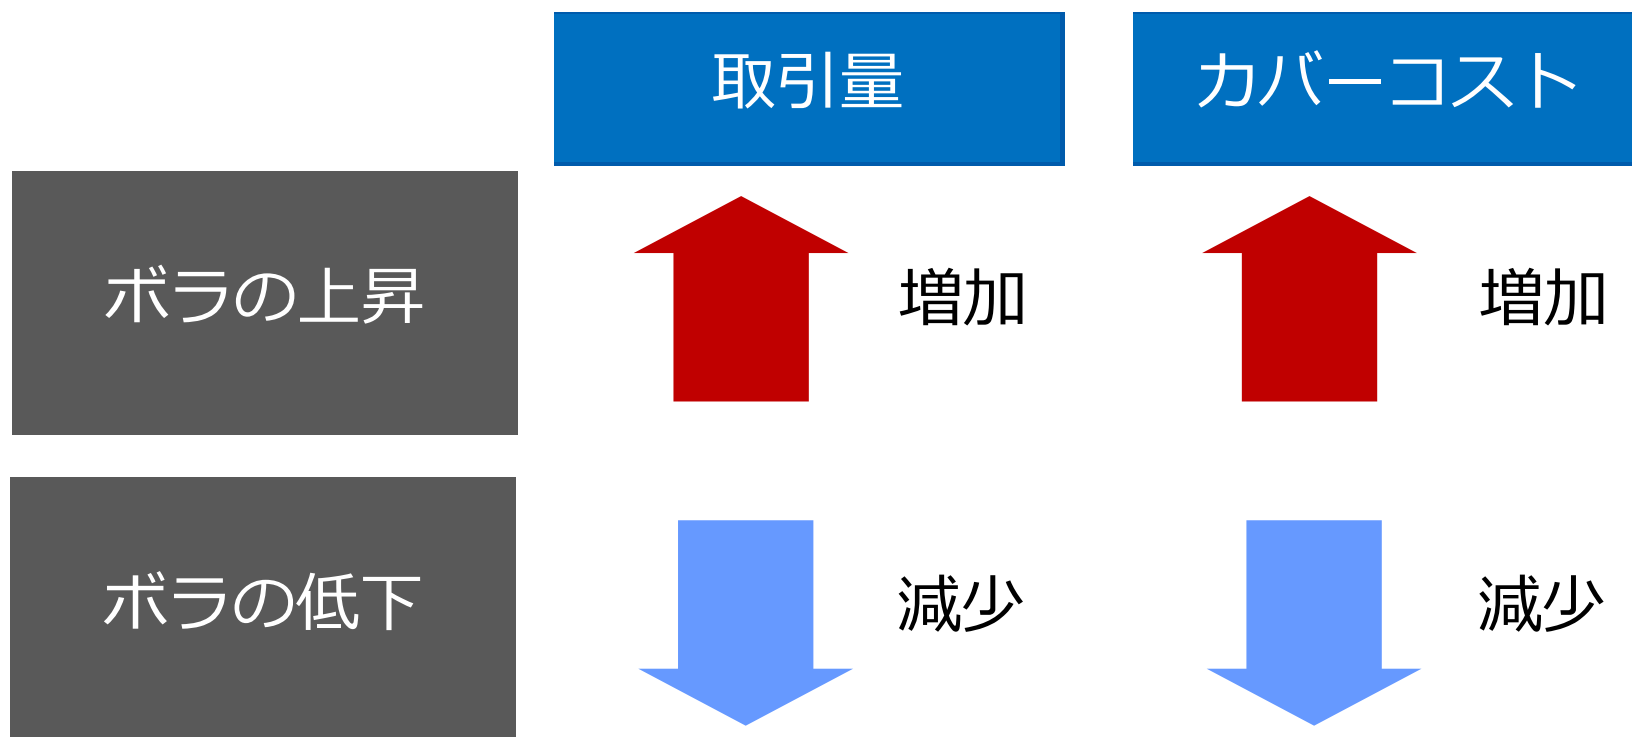 取引量
カバーコスト
ボラの上昇
増加
増加
ボラの低下
減少
減少